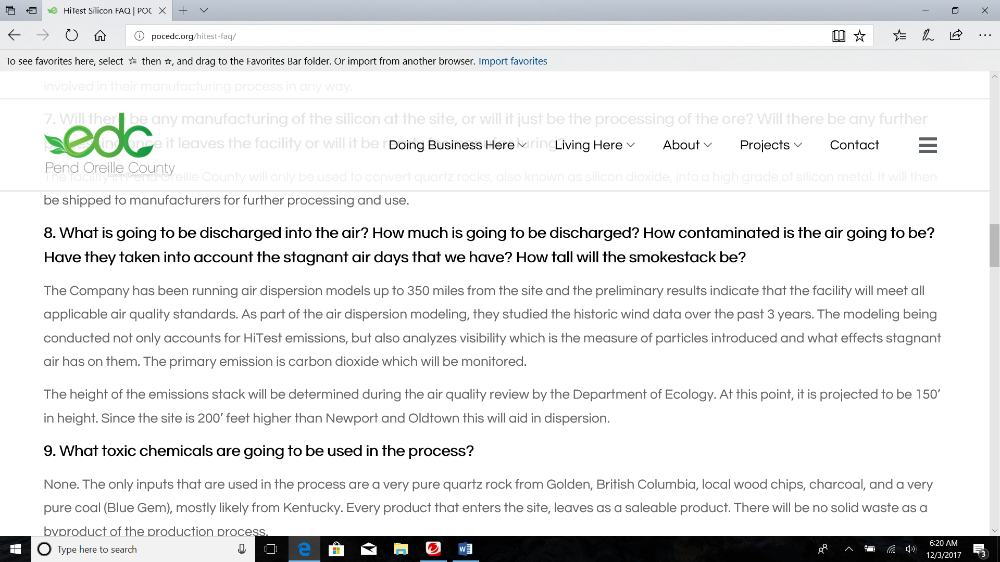 HiTest Silicon FAQ | POC
pocedc.org/hitest-faq/
To see favorites here, select then , and drag to the Favorites Bar folder. Or import from another browser. Import favorites
involved in their manufacturing process in any way.
7. Will there be any manufacturing of the silicon at the site, or will it just be the processing of the ore? Will there be any further
it leaves the facility or will it be
edc
Pend Oreille County
Doing Business Here
Living Here
About
Projects
Contact
The facility in Pend Oreille County will only be used to convert quartz rocks, also known as silicon dioxide, into a high grade of silicon metal. It will then
be shipped to manufacturers for further processing and use.
8. What is going to be discharged into the air? How much is going to be discharged? How contaminated is the air going to be?
Have they taken into account the stagnant air days that we have? How tall will the smokestack be?
The Company has been running air dispersion models up to 350 miles from the site and the preliminary results indicate that the facility will meet all
applicable air quality standards. As part of the air dispersion modeling, they studied the historic wind data over the past 3 years. The modeling being
conducted not only accounts for HiTest emissions, but also analyzes visibility which is the measure of particles introduced and what effects stagnant
air has on them. The primary emission is carbon dioxide which will be monitored.
The height of the emissions stack will be determined during the air quality review by the Department of Ecology. At this point, it is projected to be 150’
in height. Since the site is 200’ feet higher than Newport and Oldtown this will aid in dispersion.
9. What toxic chemicals are going to be used in the process?
None. The only inputs that are used in the process are a very pure quartz rock from Golden, British Columbia, local wood chips, charcoal, and a very
pure coal (Blue Gem), mostly likely from Kentucky. Every product that enters the site, leaves as a saleable product. There will be no solid waste as a
byproduct of the production process.
Type here to search
6:20 AM
12/3/2017
3